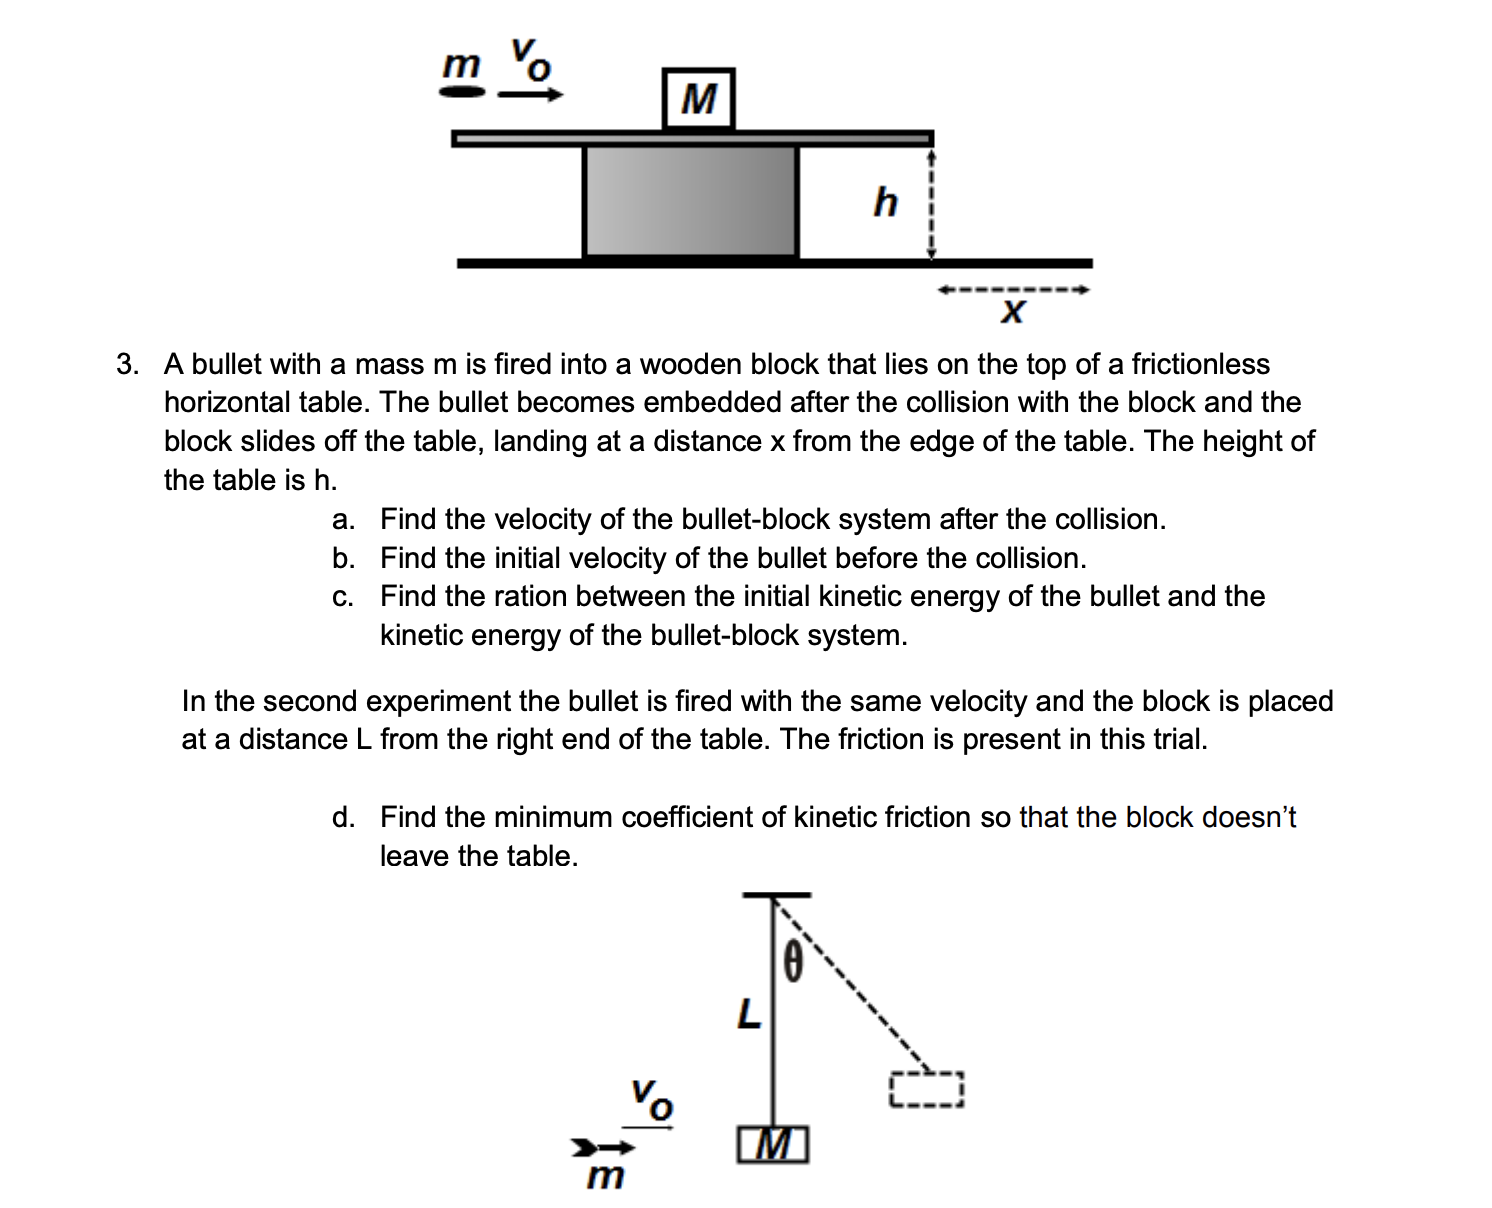 m vo
M
h
x
3. A bullet with a mass m is fired into a wooden block that lies on the top of a frictionless
horizontal table. The bullet becomes embedded after the collision with the block and the
block slides off the table, landing at a distance x from the edge of the table. The height of
the table is h.
a. Find the velocity of the bullet-block system after the collision.
b. Find the initial velocity of the bullet before the collision.
c. Find the ration between the initial kinetic energy of the bullet and the
kinetic energy of the bullet-block system.
In the second experiment the bullet is fired with the same velocity and the block is placed
at a distance L from the right end of the table. The friction is present in this trial.
d. Find the minimum coefficient of kinetic friction so that the block doesn’t
leave the table.
θ
L
vo
M
m